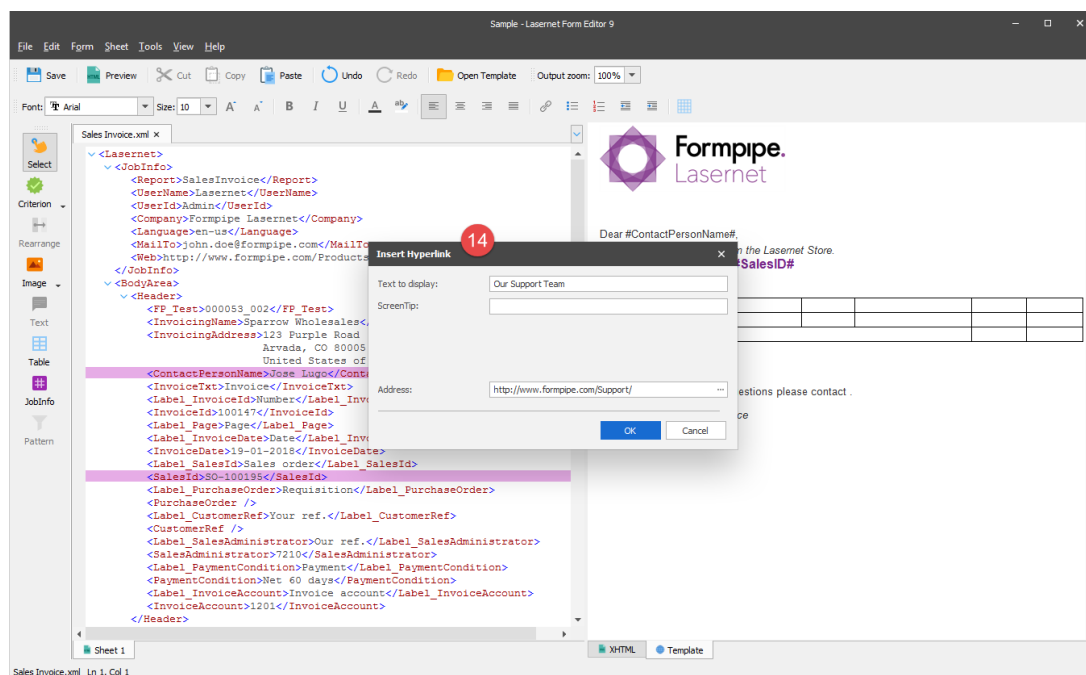 Sample - Lasernet Form Editor 9
File Edit Form Sheet Tools View Help
Save Preview Cut Copy Paste Undo Redo Open Template Output zoom: 100%
Font: Arial Size: 10 A A B I U A ab
Sales Invoice.xml ×
Select
Criterion
Rearrange
Image
Text
Table
JobInfo
Pattern
<Lasernet>
<JobInfo>
<Report>SalesInvoice</Report>
<UserName>Lasernet</UserName>
<UserId>Admin</UserId>
<Company>Formpipe Lasernet</Company>
<Language>en-us</Language>
<MailTo>john.doe@formpipe.com</MailTo
<Web>http://www.formpipe.com/Products
</JobInfo>
<BodyArea>
<Header>
<FP_Test>000053_002</FP_Test>
<InvoicingName>Sparrow Wholesales</
<InvoicingAddress>123 Purple Road
Arvada, CO 80005
United States of
<ContactPersonName>Jose Lugo</Conta
<InvoiceTxt>Invoice</InvoiceTxt>
<Label_InvoiceId>Number</Label_Invo
<InvoiceId>100147</InvoiceId>
<Label_Page>Page</Label_Page>
<Label_InvoiceDate>Date</Label_Invo
<InvoiceDate>19-01-2018</InvoiceDate>
<Label_SalesId>Sales order</Label_SalesId>
<SalesId>SO-100195</SalesId>
<Label_PurchaseOrder>Requisition</Label_PurchaseOrder>
<PurchaseOrder />
<Label_CustomerRef>Your ref.</Label_CustomerRef>
<CustomerRef />
<Label_SalesAdministrator>Our ref.</Label_SalesAdministrator>
<SalesAdministrator>7210</SalesAdministrator>
<Label_PaymentCondition>Payment</Label_PaymentCondition>
<PaymentCondition>Net 60 days</PaymentCondition>
<Label_InvoiceAccount>Invoice account</Label_InvoiceAccount>
<InvoiceAccount>1201</InvoiceAccount>
</Header>
14
Insert Hyperlink ×
Text to display: Our Support Team
ScreenTip:
Address: http://www.formpipe.com/Support/ ...
OK Cancel
Formpipe.
Lasernet
Dear #ContactPersonName#,
n the Lasernet Store.
#SalesID#
estions please contact .
ce
Sheet 1
XHTML Template
Sales Invoice.xml Ln 1, Col 1